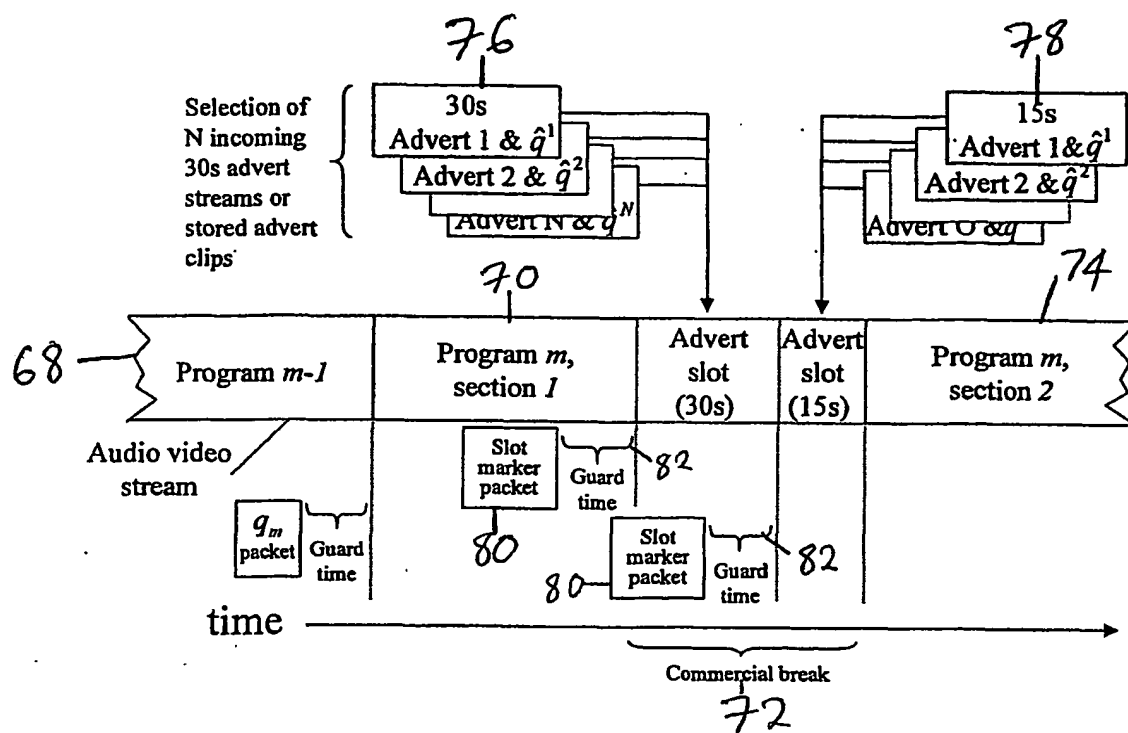 76
78
Selection of
N incoming
30s advert
streams or
stored advert
clips
30s
Advert 1 & q̂¹
Advert 2 & q̂²
Advert N & q̂ᴺ
15s
Advert 1 & q̂¹
Advert 2 & q̂²
Advert O & q
70
74
68
Program m-1
Program m,
section 1
Advert
slot
(30s)
Advert
slot
(15s)
Program m,
section 2
Audio video
stream
Slot
marker
packet
Guard
time
82
qₘ
packet
Guard
time
80
Slot
marker
packet
Guard
time
82
80
time
Commercial break
72